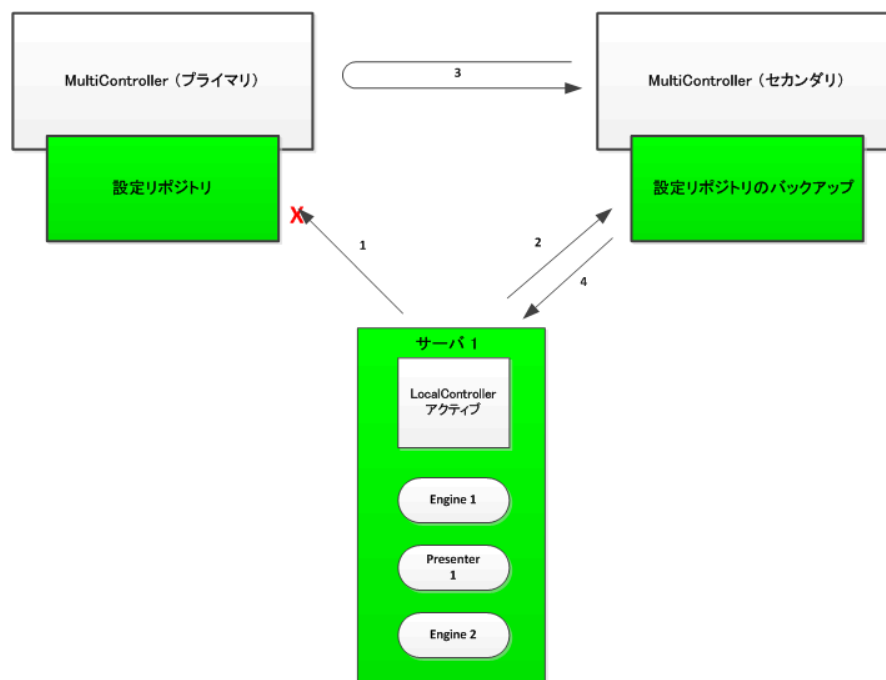 MultiController（プライマリ）
3
MultiController（セカンダリ）
設定リポジトリ
設定リポジトリのバックアップ
X
1
2
4
サーバ 1
LocalController
アクティブ
Engine 1
Presenter
1
Engine 2